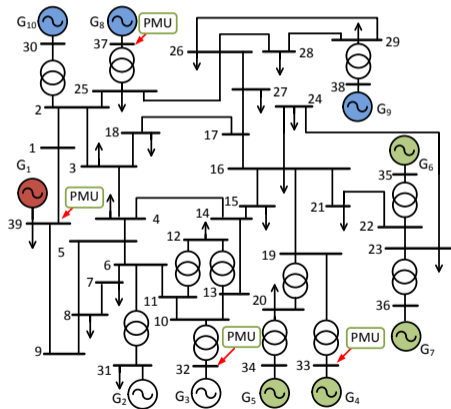 G10 G8 PMU
30 37 26 28 29
25 38
2 27 24 G9
18 17
1 3 G6
G1 16 35
PMU 15 21
39 4 14 22
12 19 23
5 6
7 11 13 20 36
8 10
9 PMU PMU G7
31 32 34 33
G2 G3 G5 G4